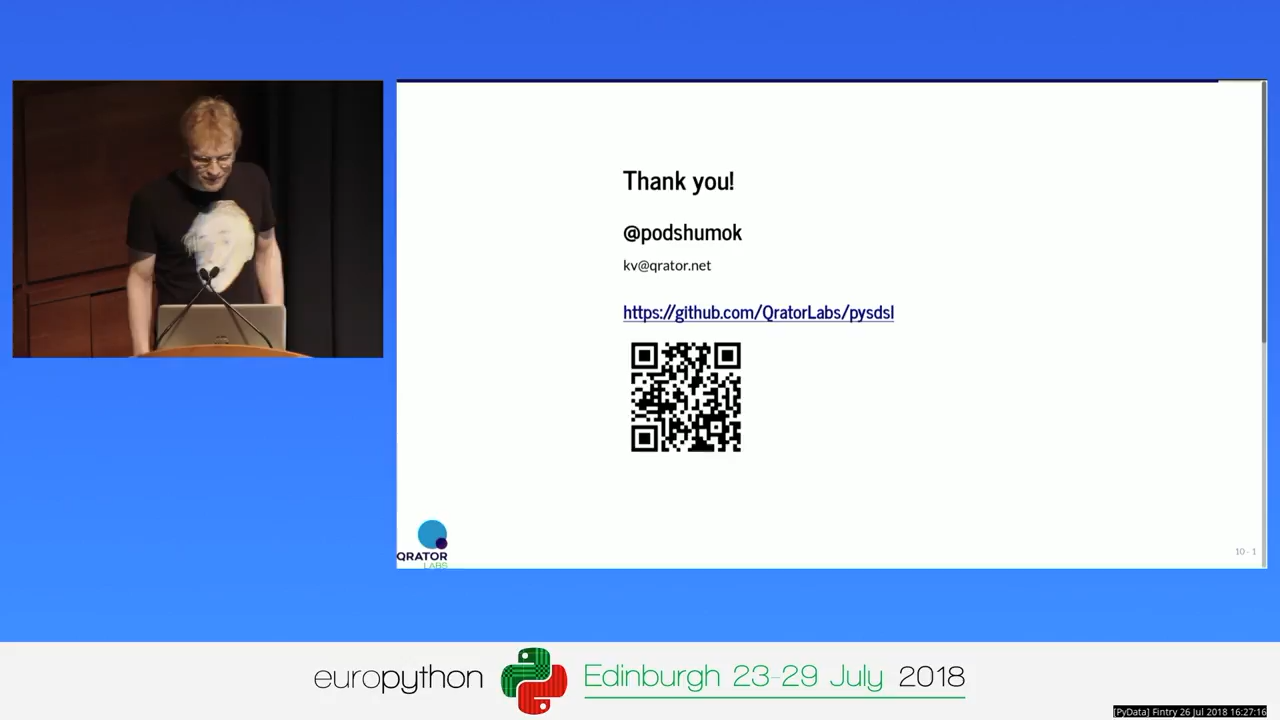 Thank you!
@podshumok
kv@qrator.net
https://github.com/QratorLabs/pysdsl
QRATOR
LABS
10 - 1
europython
Edinburgh 23-29 July 2018
[PyData] Fintry 26 Jul 2018 16:27:16